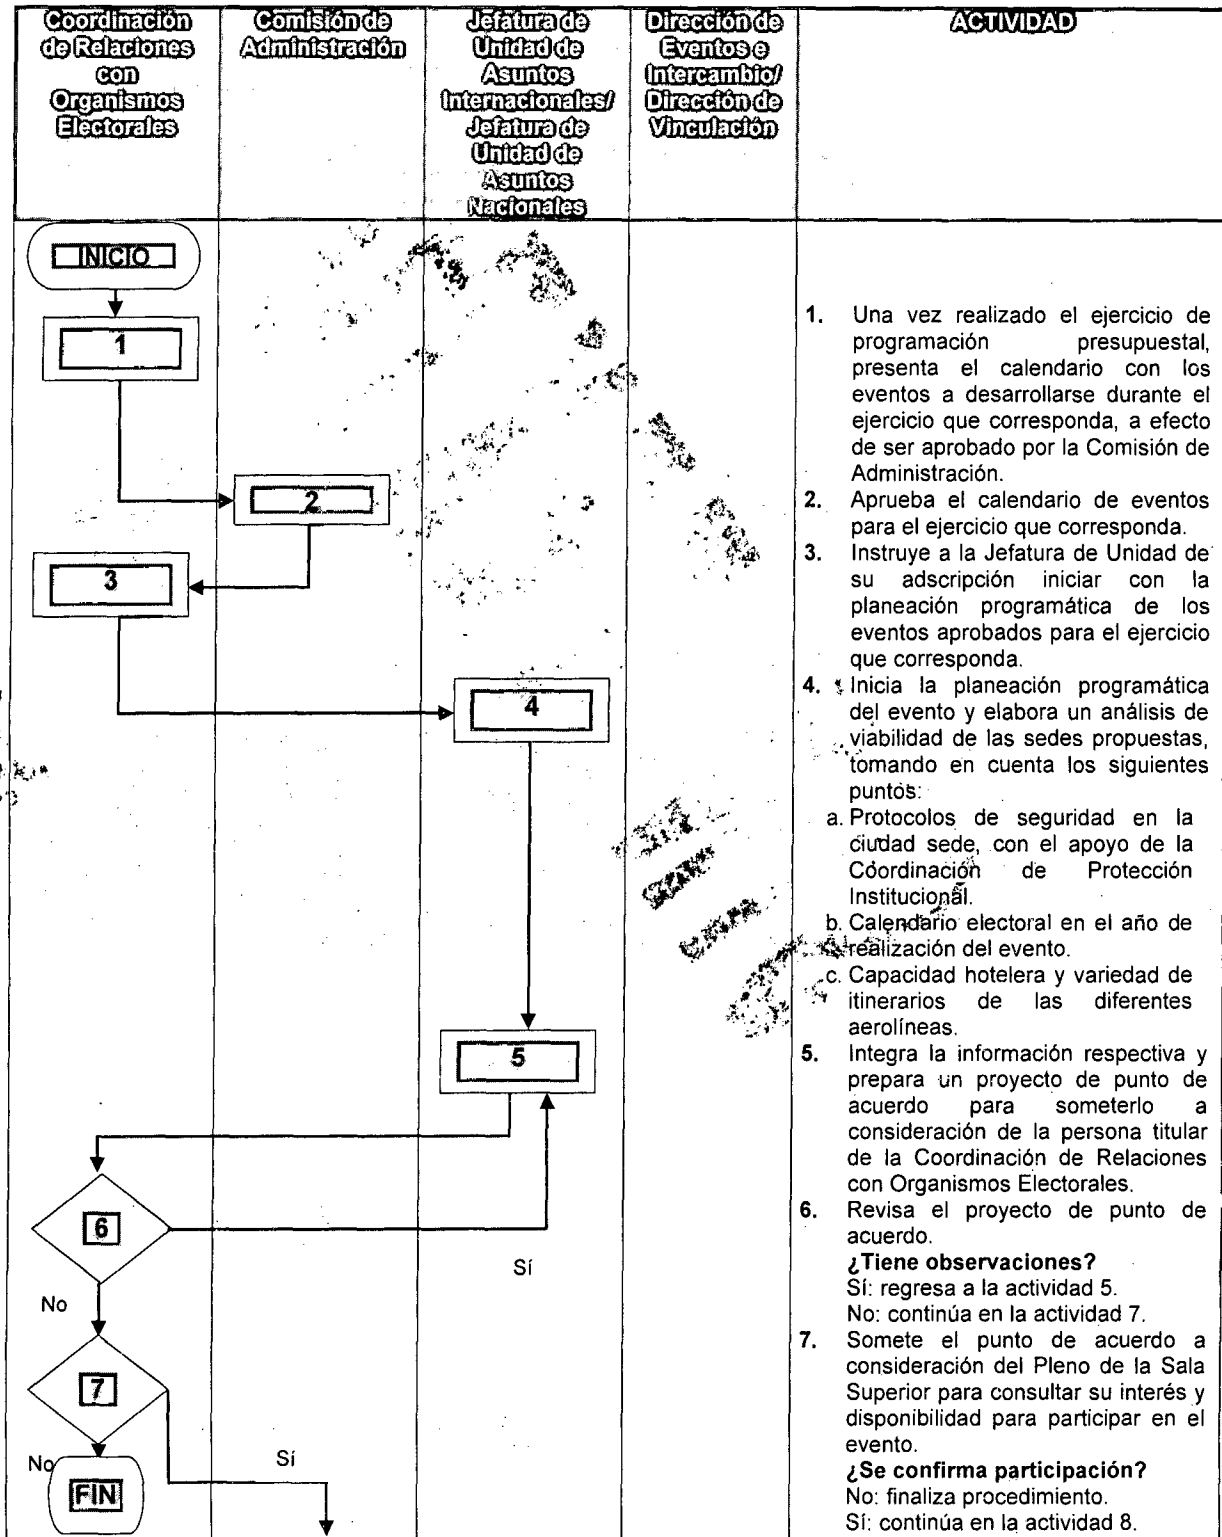 Coordinación
de Relaciones
con
Organismos
Electorales
Comisión de
Administración
Jefatura de
Unidad de
Asuntos
Internacionales/
Jefatura de
Unidad de
Asuntos
Nacionales
Dirección de
Eventos e
Intercambio/
Dirección de
Vinculación
ACTIVIDAD
INICIO
1
2
3
4
5
6
Sí
No
7
No
Sí
FIN
1. Una vez realizado el ejercicio de
programación presupuestal,
presenta el calendario con los
eventos a desarrollarse durante el
ejercicio que corresponda, a efecto
de ser aprobado por la Comisión de
Administración.
2. Aprueba el calendario de eventos
para el ejercicio que corresponda.
3. Instruye a la Jefatura de Unidad de
su adscripción iniciar con la
planeación programática de los
eventos aprobados para el ejercicio
que corresponda.
4. Inicia la planeación programática
del evento y elabora un análisis de
viabilidad de las sedes propuestas,
tomando en cuenta los siguientes
puntos:
a. Protocolos de seguridad en la
ciudad sede, con el apoyo de la
Coordinación de Protección
Institucional.
b. Calendario electoral en el año de
realización del evento.
c. Capacidad hotelera y variedad de
itinerarios de las diferentes
aerolíneas.
5. Integra la información respectiva y
prepara un proyecto de punto de
acuerdo para someterlo a
consideración de la persona titular
de la Coordinación de Relaciones
con Organismos Electorales.
6. Revisa el proyecto de punto de
acuerdo.
¿Tiene observaciones?
Sí: regresa a la actividad 5.
No: continúa en la actividad 7.
7. Somete el punto de acuerdo a
consideración del Pleno de la Sala
Superior para consultar su interés y
disponibilidad para participar en el
evento.
¿Se confirma participación?
No: finaliza procedimiento.
Sí: continúa en la actividad 8.